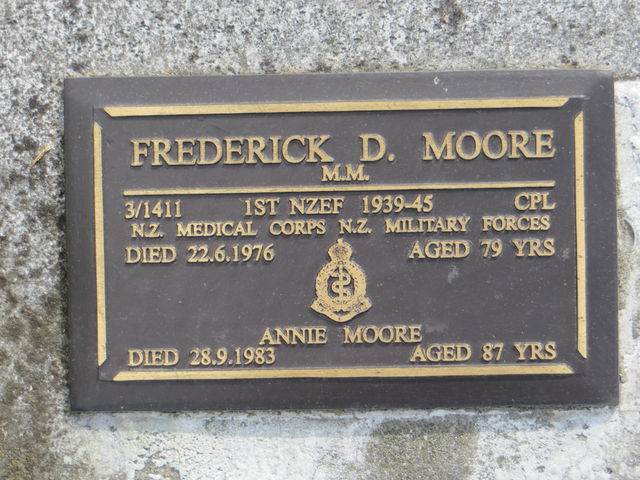 FREDERICK D. MOORE
M.M.
3/1411 1ST NZEF 1939-45 CPL
N.Z. MEDICAL CORPS N.Z. MILITARY FORCES
DIED 22.6.1976 AGED 79 YRS
ANNIE MOORE
DIED 28.9.1983 AGED 87 YRS